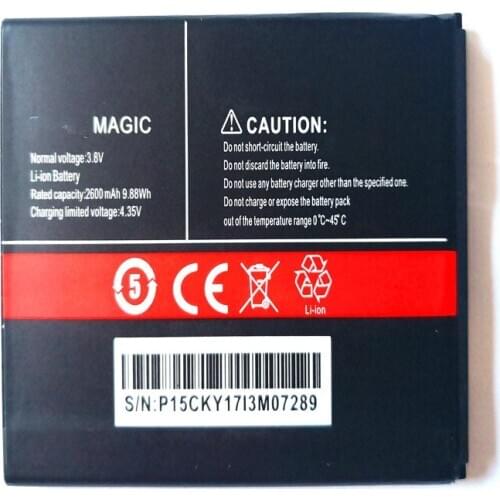 MAGIC
Normal voltage:3.8V
Li-ion Battery
Rated capacity:2600mAh 9.88Wh
Charging limited voltage:4.35V
CAUTION:
Do not short-circuit the battery.
Do not discard the battery into fire.
Do not use any battery charger other than the specified one.
Do not charge or expose the battery pack
out of the temperature range 0℃~45℃
5
CE
Li-ion
S/N:P15CKY17I3M07289